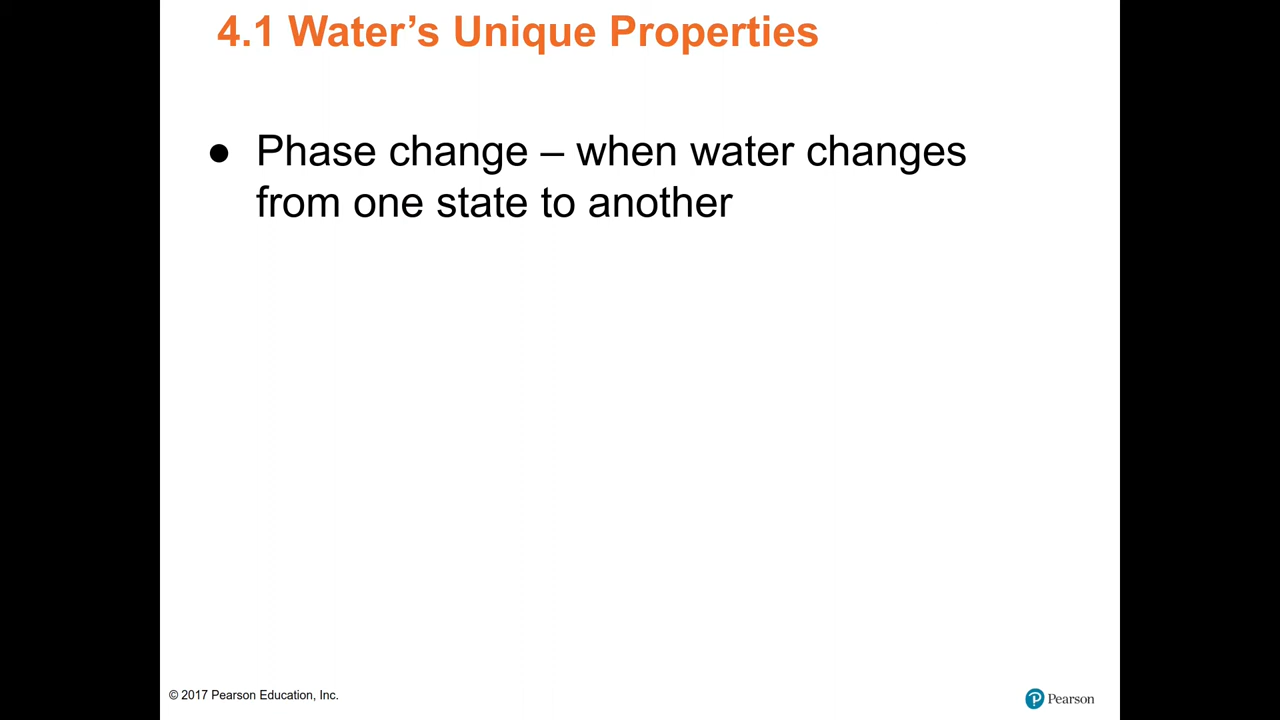 4.1 Water’s Unique Properties
● Phase change – when water changes
from one state to another
© 2017 Pearson Education, Inc.
P Pearson